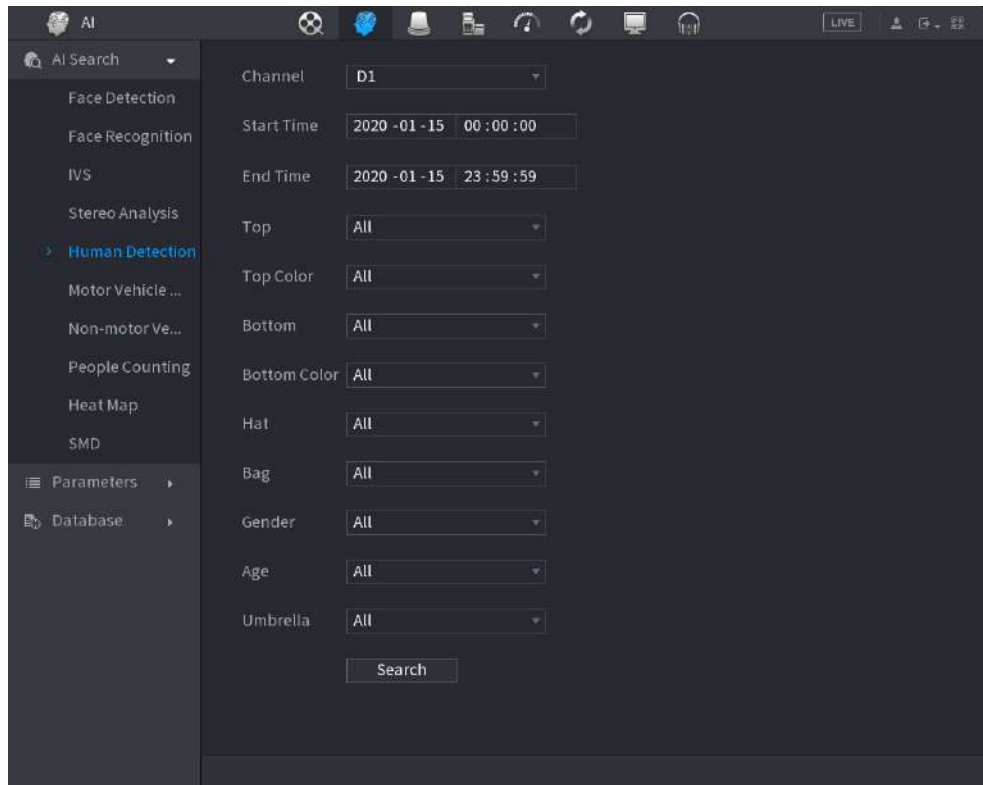 AI LIVE
AI Search
Face Detection
Face Recognition
IVS
Stereo Analysis
Human Detection
Motor Vehicle ...
Non-motor Ve...
People Counting
Heat Map
SMD
Parameters
Database
Channel D1
Start Time 2020 -01 -15 00 : 00 : 00
End Time 2020 -01 -15 23 : 59 : 59
Top All
Top Color All
Bottom All
Bottom Color All
Hat All
Bag All
Gender All
Age All
Umbrella All
Search